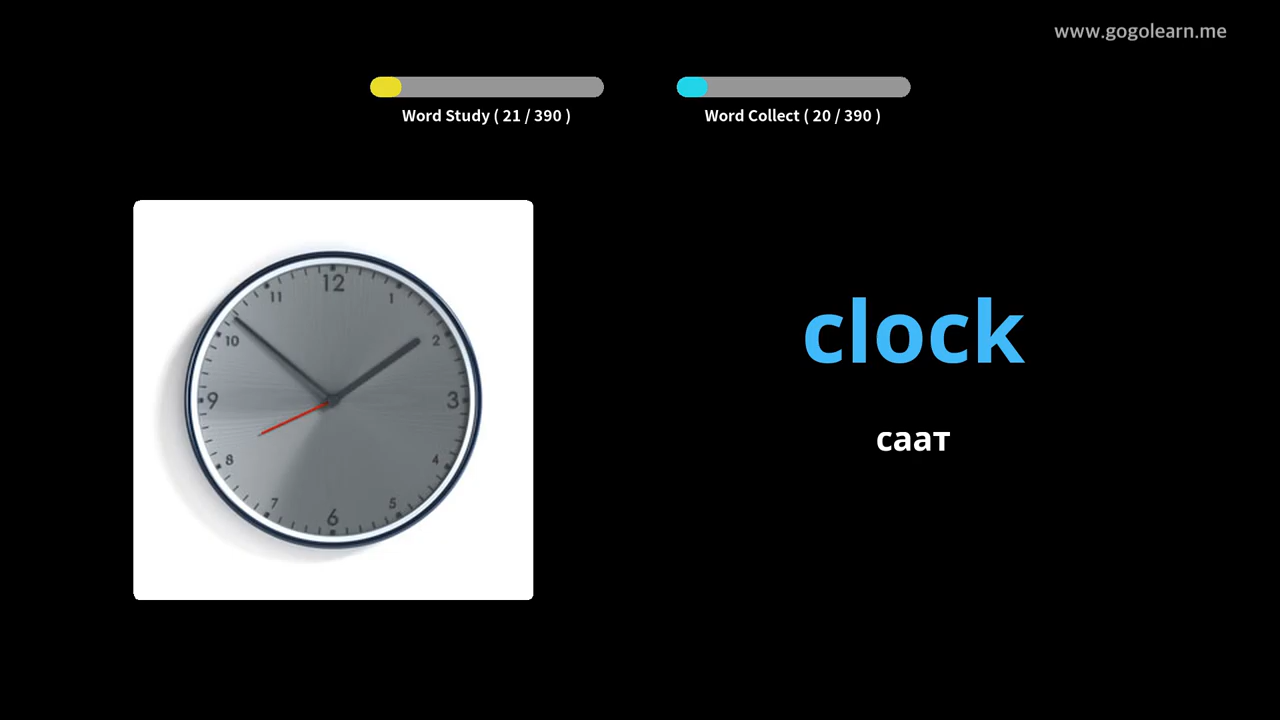 www.gogolearn.me
Word Study ( 21 / 390 )
Word Collect ( 20 / 390 )
12
11
1
10
2
9
3
8
4
7
5
6
clock
саат